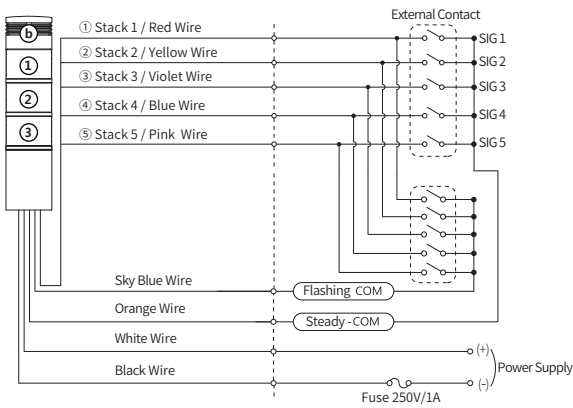 External Contact
b
① Stack 1 / Red Wire
SIG 1
② Stack 2 / Yellow Wire
SIG 2
①
③ Stack 3 / Violet Wire
SIG 3
②
④ Stack 4 / Blue Wire
SIG 4
③
⑤ Stack 5 / Pink Wire
SIG 5
Sky Blue Wire
Flashing COM
Orange Wire
Steady - COM
White Wire
(+)
Power Supply
Black Wire
(-)
Fuse 250V/1A